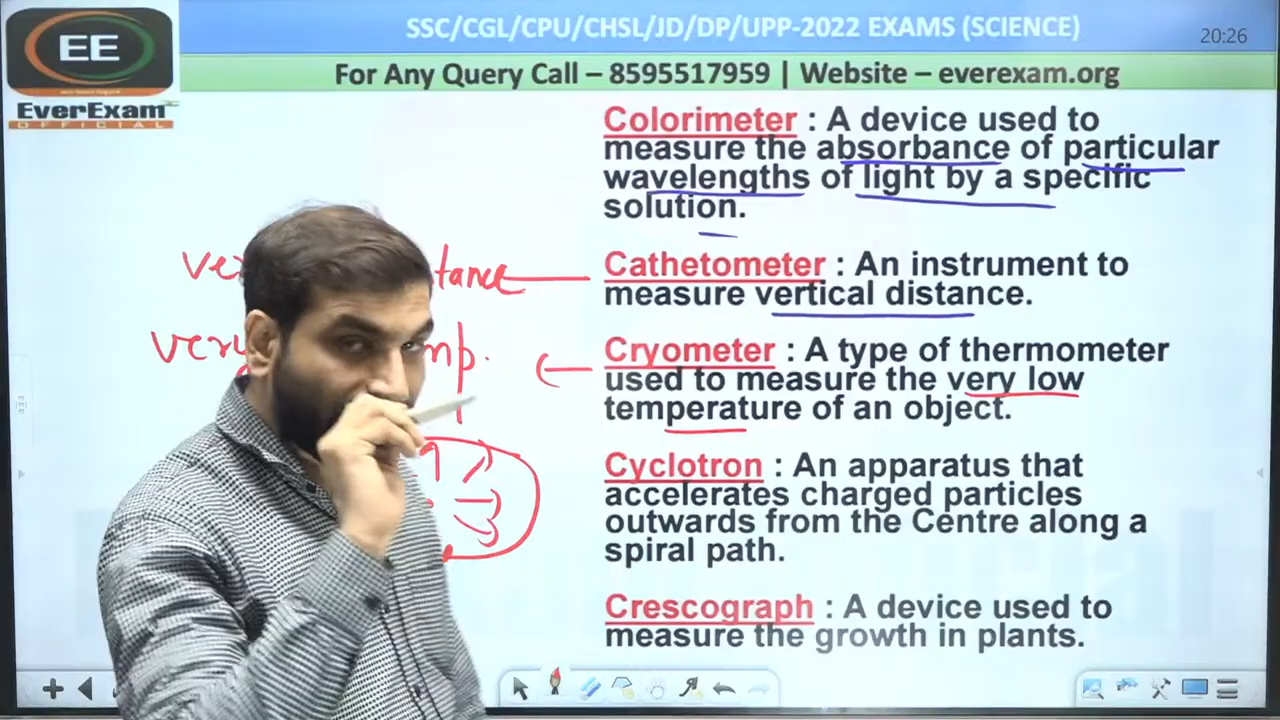 SSC/CGL/CPU/CHSL/JD/DP/UPP-2022 EXAMS (SCIENCE)
20:26
For Any Query Call – 8595517959 | Website – everexam.org
EE
EverExam
OFFICIAL
Colorimeter : A device used to
measure the absorbance of particular
wavelengths of light by a specific
solution.
Cathetometer : An instrument to
measure vertical distance.
Cryometer : A type of thermometer
used to measure the very low
temperature of an object.
Cyclotron : An apparatus that
accelerates charged particles
outwards from the Centre along a
spiral path.
Crescograph : A device used to
measure the growth in plants.